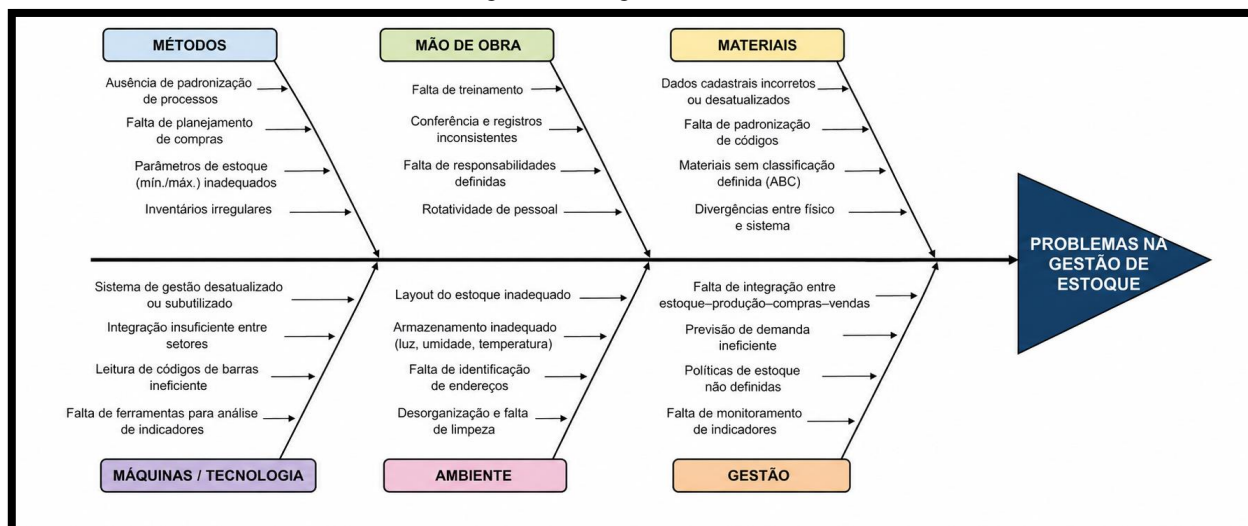 MÉTODOS
Ausência de padronização
de processos
Falta de planejamento
de compras
Parâmetros de estoque
(mín./máx.) inadequados
Inventários irregulares
MÃO DE OBRA
Falta de treinamento
Conferência e registros
inconsistentes
Falta de responsabilidades
definidas
Rotatividade de pessoal
MATERIAIS
Dados cadastrais incorretos
ou desatualizados
Falta de padronização
de códigos
Materiais sem classificação
definida (ABC)
Divergências entre físico
e sistema
PROBLEMAS NA
GESTÃO DE
ESTOQUE
Sistema de gestão desatualizado
ou subutilizado
Integração insuficiente entre
setores
Leitura de códigos de barras
ineficiente
Falta de ferramentas para análise
de indicadores
MÁQUINAS / TECNOLOGIA
Layout do estoque inadequado
Armazenamento inadequado
(luz, umidade, temperatura)
Falta de identificação
de endereços
Desorganização e falta
de limpeza
AMBIENTE
Falta de integração entre
estoque–produção–compras–vendas
Previsão de demanda
ineficiente
Políticas de estoque
não definidas
Falta de monitoramento
de indicadores
GESTÃO